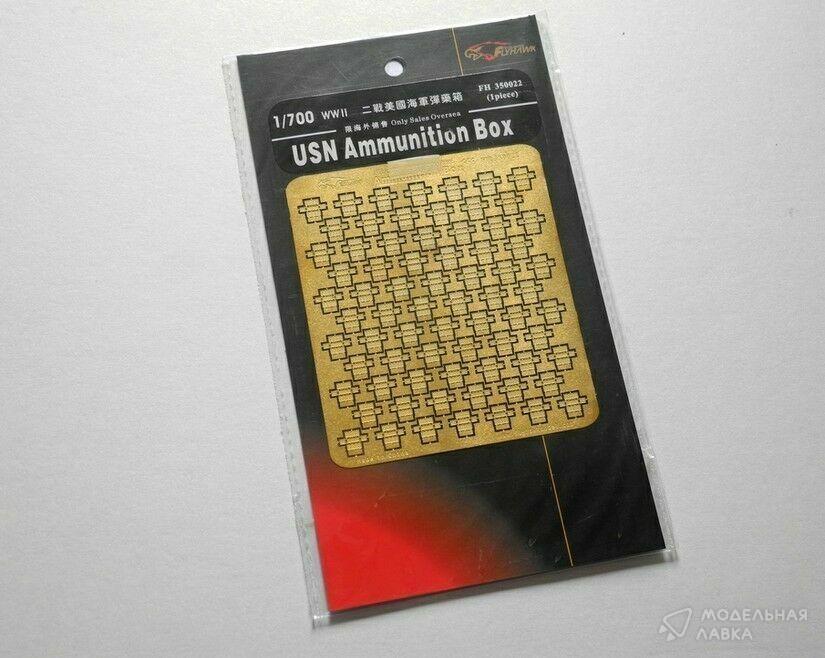 FLYHAWK
FH 350022
(1piece)
1/700 WWII 二戰美國海軍彈藥箱
限海外銷售 Only Sales Oversea
USN Ammunition Box
МОДЕЛЬНАЯ
ЛАВКА